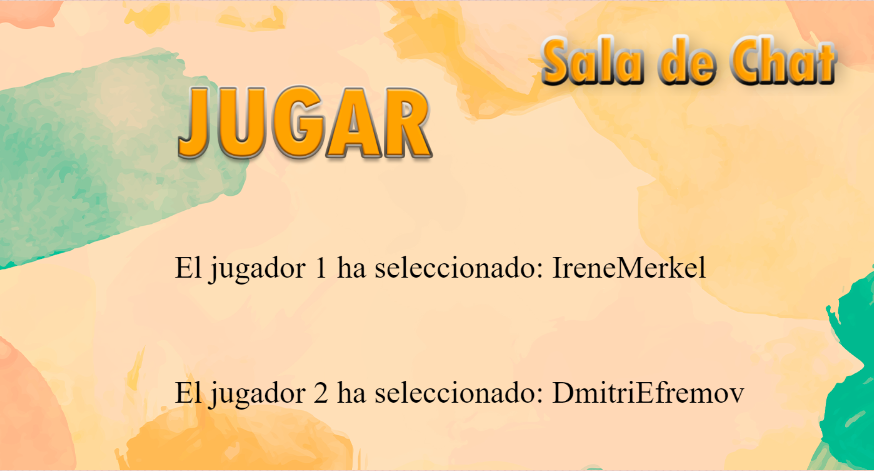 Sala de Chat
JUGAR
El jugador 1 ha seleccionado: IreneMerkel
El jugador 2 ha seleccionado: DmitriEfremov